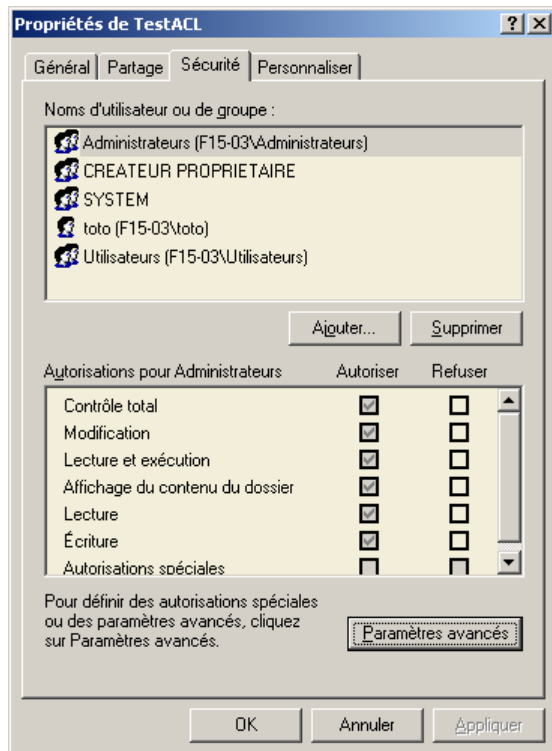 Propriétés de TestACL
Général Partage Sécurité Personnaliser
Noms d'utilisateur ou de groupe :
Administrateurs (F15-03\Administrateurs)
CREATEUR PROPRIETAIRE
SYSTEM
toto (F15-03\toto)
Utilisateurs (F15-03\Utilisateurs)
Ajouter... Supprimer
Autorisations pour Administrateurs Autoriser Refuser
Contrôle total
Modification
Lecture et exécution
Affichage du contenu du dossier
Lecture
Écriture
Autorisations spéciales
Pour définir des autorisations spéciales
ou des paramètres avancés, cliquez
sur Paramètres avancés.
Paramètres avancés
OK Annuler Appliquer